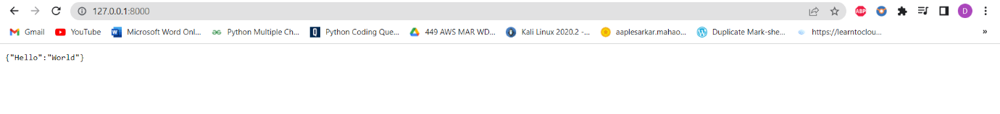 127.0.0.1:8000
ABP
D
Gmail
YouTube
Microsoft Word Onl...
Python Multiple Ch...
Python Coding Que...
449 AWS MAR WD...
Kali Linux 2020.2 -...
aaplesarkar.mahao...
Duplicate Mark-she...
https://learntoclou...
»
{"Hello":"World"}